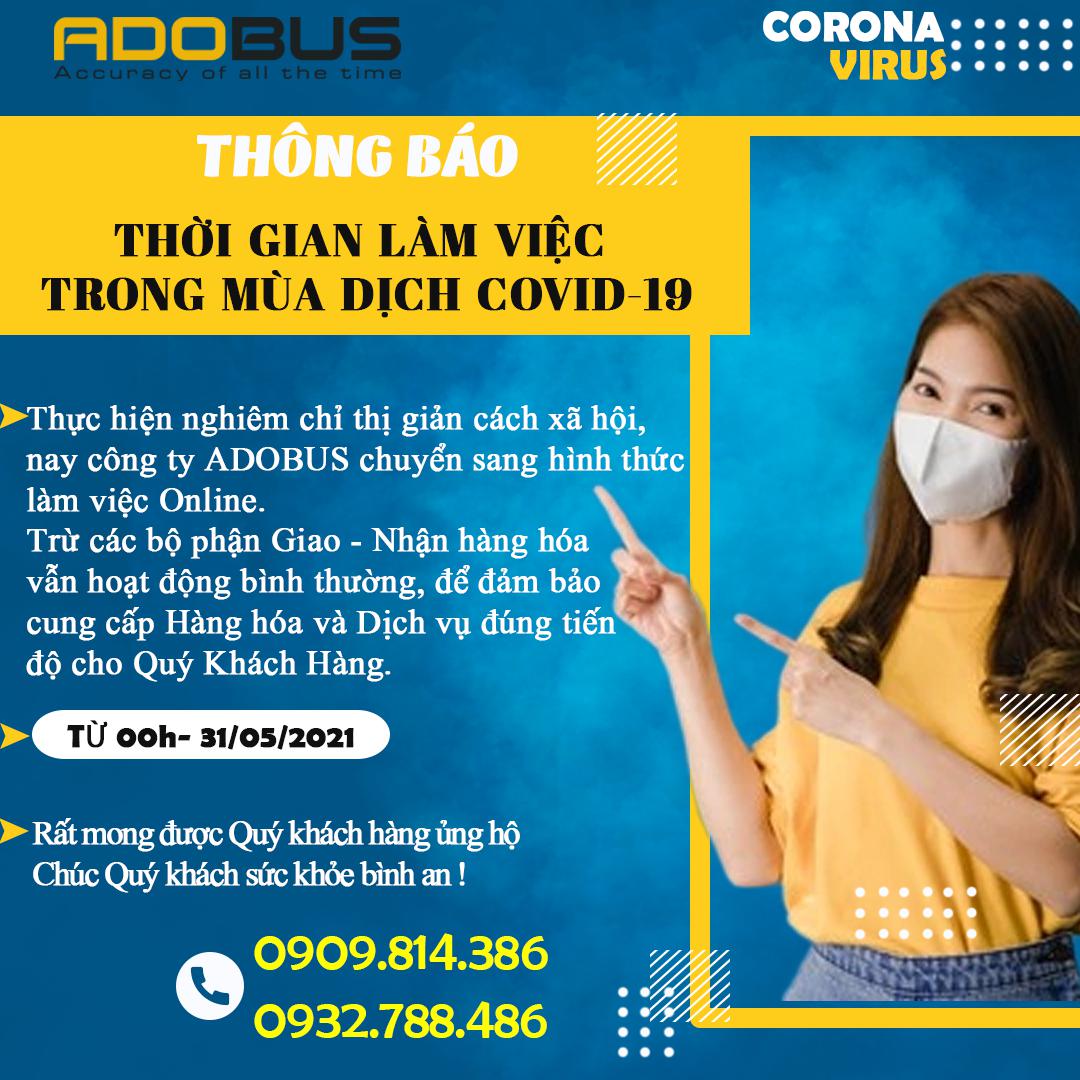 ADOBUS
Accuracy of all the time
CORONA
VIRUS
THÔNG BÁO
THỜI GIAN LÀM VIỆC
TRONG MÙA DỊCH COVID-19
Thực hiện nghiêm chỉ thị giản cách xã hội,
nay công ty ADOBUS chuyển sang hình thức
làm việc Online.
Trừ các bộ phận Giao - Nhận hàng hóa
vẫn hoạt động bình thường, để đảm bảo
cung cấp Hàng hóa và Dịch vụ đúng tiến
độ cho Quý Khách Hàng.
TỪ 00h- 31/05/2021
Rất mong được Quý khách hàng ủng hộ
Chúc Quý khách sức khỏe bình an !
0909.814.386
0932.788.486